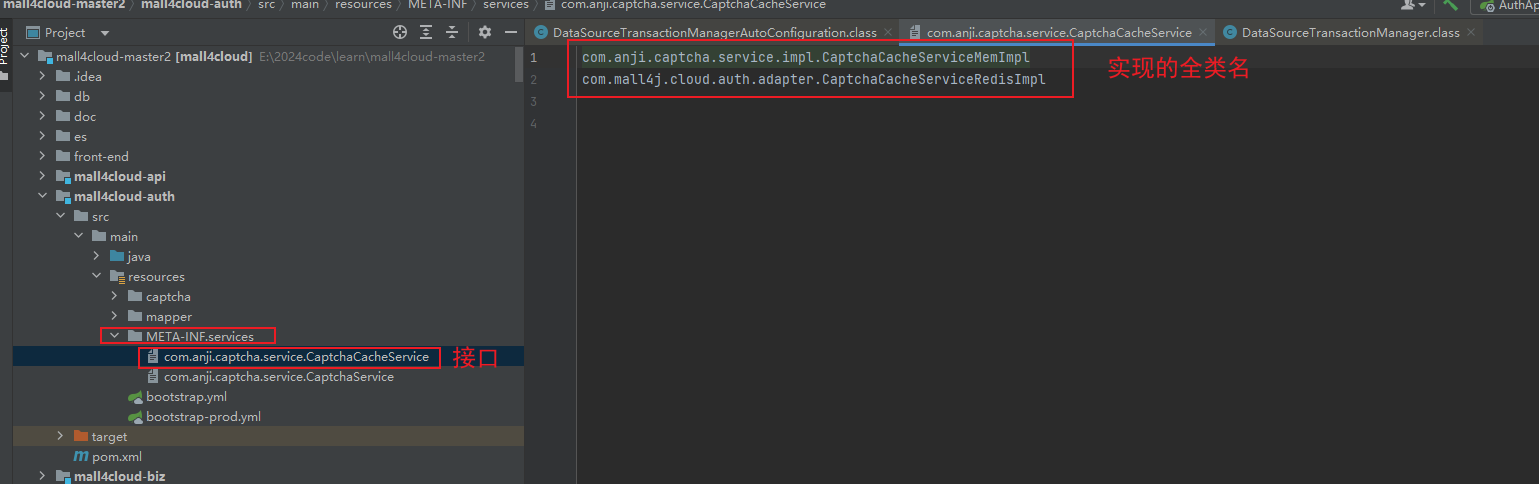 mall4cloud-master2 > mall4cloud-auth > src > main > resources > META-INF > services > com.anji.captcha.service.CaptchaCacheService
AuthAp
Project
Project
DataSourceTransactionManagerAutoConfiguration.class
com.anji.captcha.service.CaptchaCacheService
DataSourceTransactionManager.class
mall4cloud-master2 [mall4cloud] E:\2024code\learn\mall4cloud-master2
.idea
db
doc
es
front-end
mall4cloud-api
mall4cloud-auth
src
main
java
resources
captcha
mapper
META-INF.services
com.anji.captcha.service.CaptchaCacheService
接口
com.anji.captcha.service.CaptchaService
bootstrap.yml
bootstrap-prod.yml
target
pom.xml
mall4cloud-biz
1 com.anji.captcha.service.impl.CaptchaCacheServiceMemImpl
2 com.mall4j.cloud.auth.adapter.CaptchaCacheServiceRedisImpl
3
4
实现的全类名